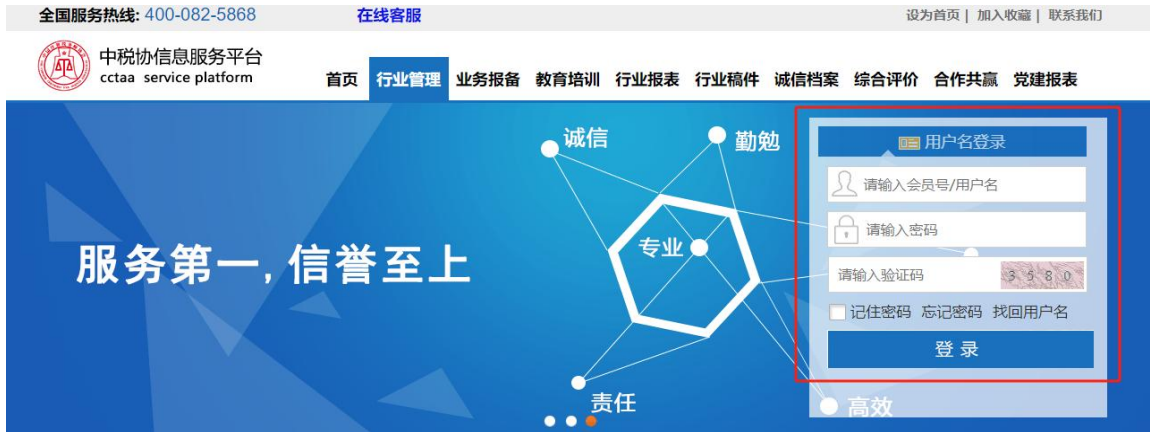 全国服务热线: 400-082-5868 在线客服 设为首页 | 加入收藏 | 联系我们
中税协信息服务平台
cctaa service platform
首页 行业管理 业务报备 教育培训 行业报表 行业稿件 诚信档案 综合评价 合作共赢 党建报表
诚信
勤勉
专业
责任
高效
服务第一,信誉至上
用户名登录
请输入会员号/用户名
请输入密码
请输入验证码 3580
记住密码 忘记密码 找回用户名
登 录